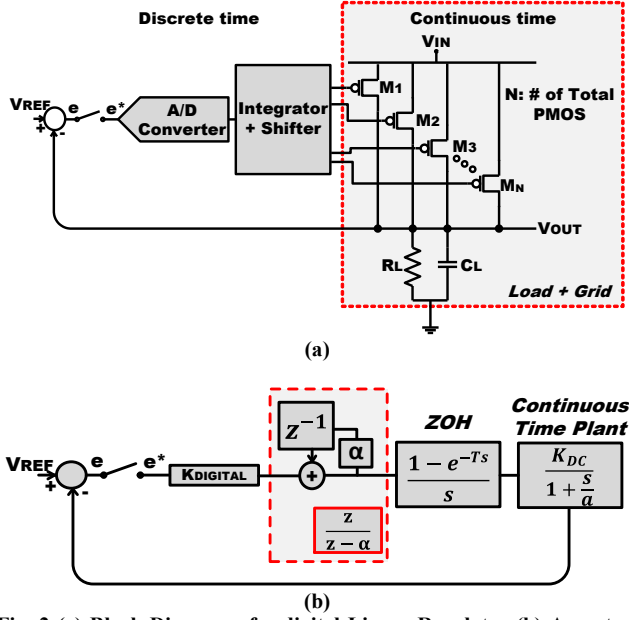 Discrete time
Continuous time
VIN
VREF
+
-
e
e*
A/D
Converter
Integrator
+ Shifter
M1
M2
M3
MN
N: # of Total
PMOS
VOUT
RL
CL
Load + Grid
(a)
VREF
+
-
e
e*
KDIGITAL
z⁻¹
α
+
z
z − α
ZOH
1 − e^−Ts
s
Continuous
Time Plant
K_DC
1 + s/a
(b)